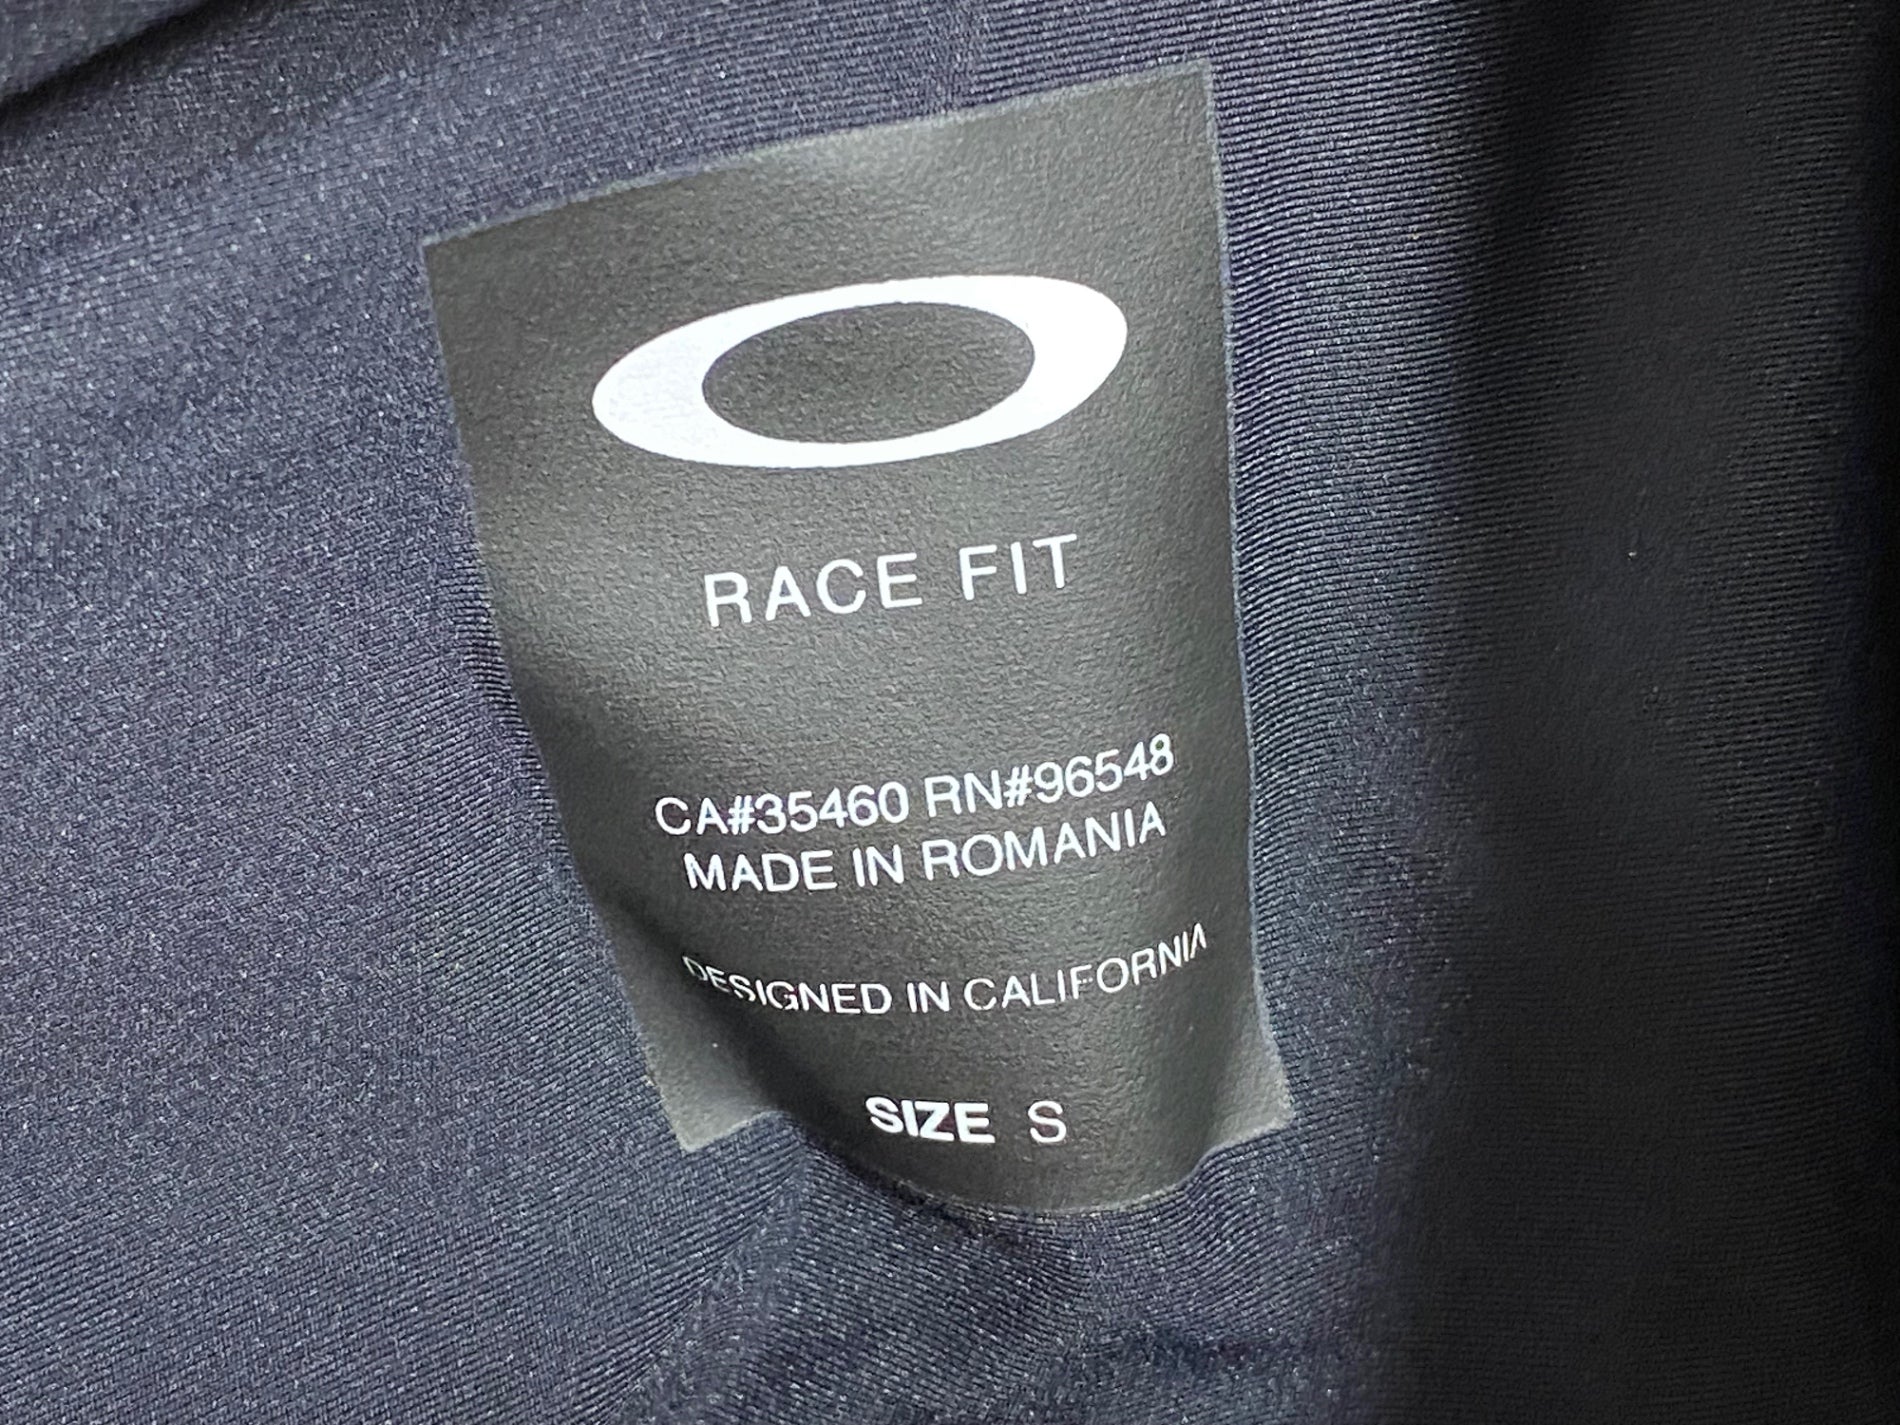 RACE FIT
CA#35460 RN#96548
MADE IN ROMANIA
DESIGNED IN CALIFORNIA
SIZE S